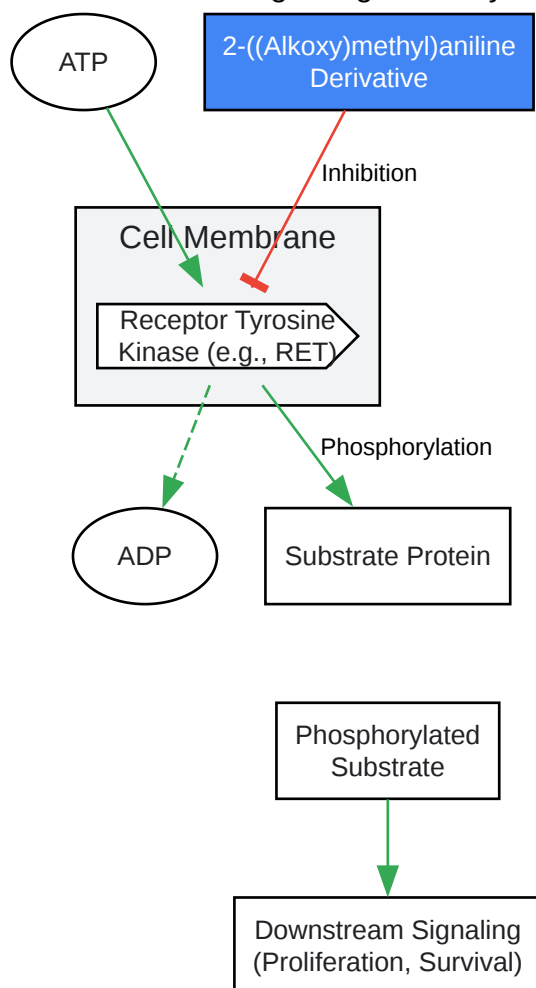 ATP
2-((Alkoxy)methyl)aniline
Derivative
Inhibition
Cell Membrane
Receptor Tyrosine
Kinase (e.g., RET)
Phosphorylation
ADP
Substrate Protein
Phosphorylated
Substrate
Downstream Signaling
(Proliferation, Survival)